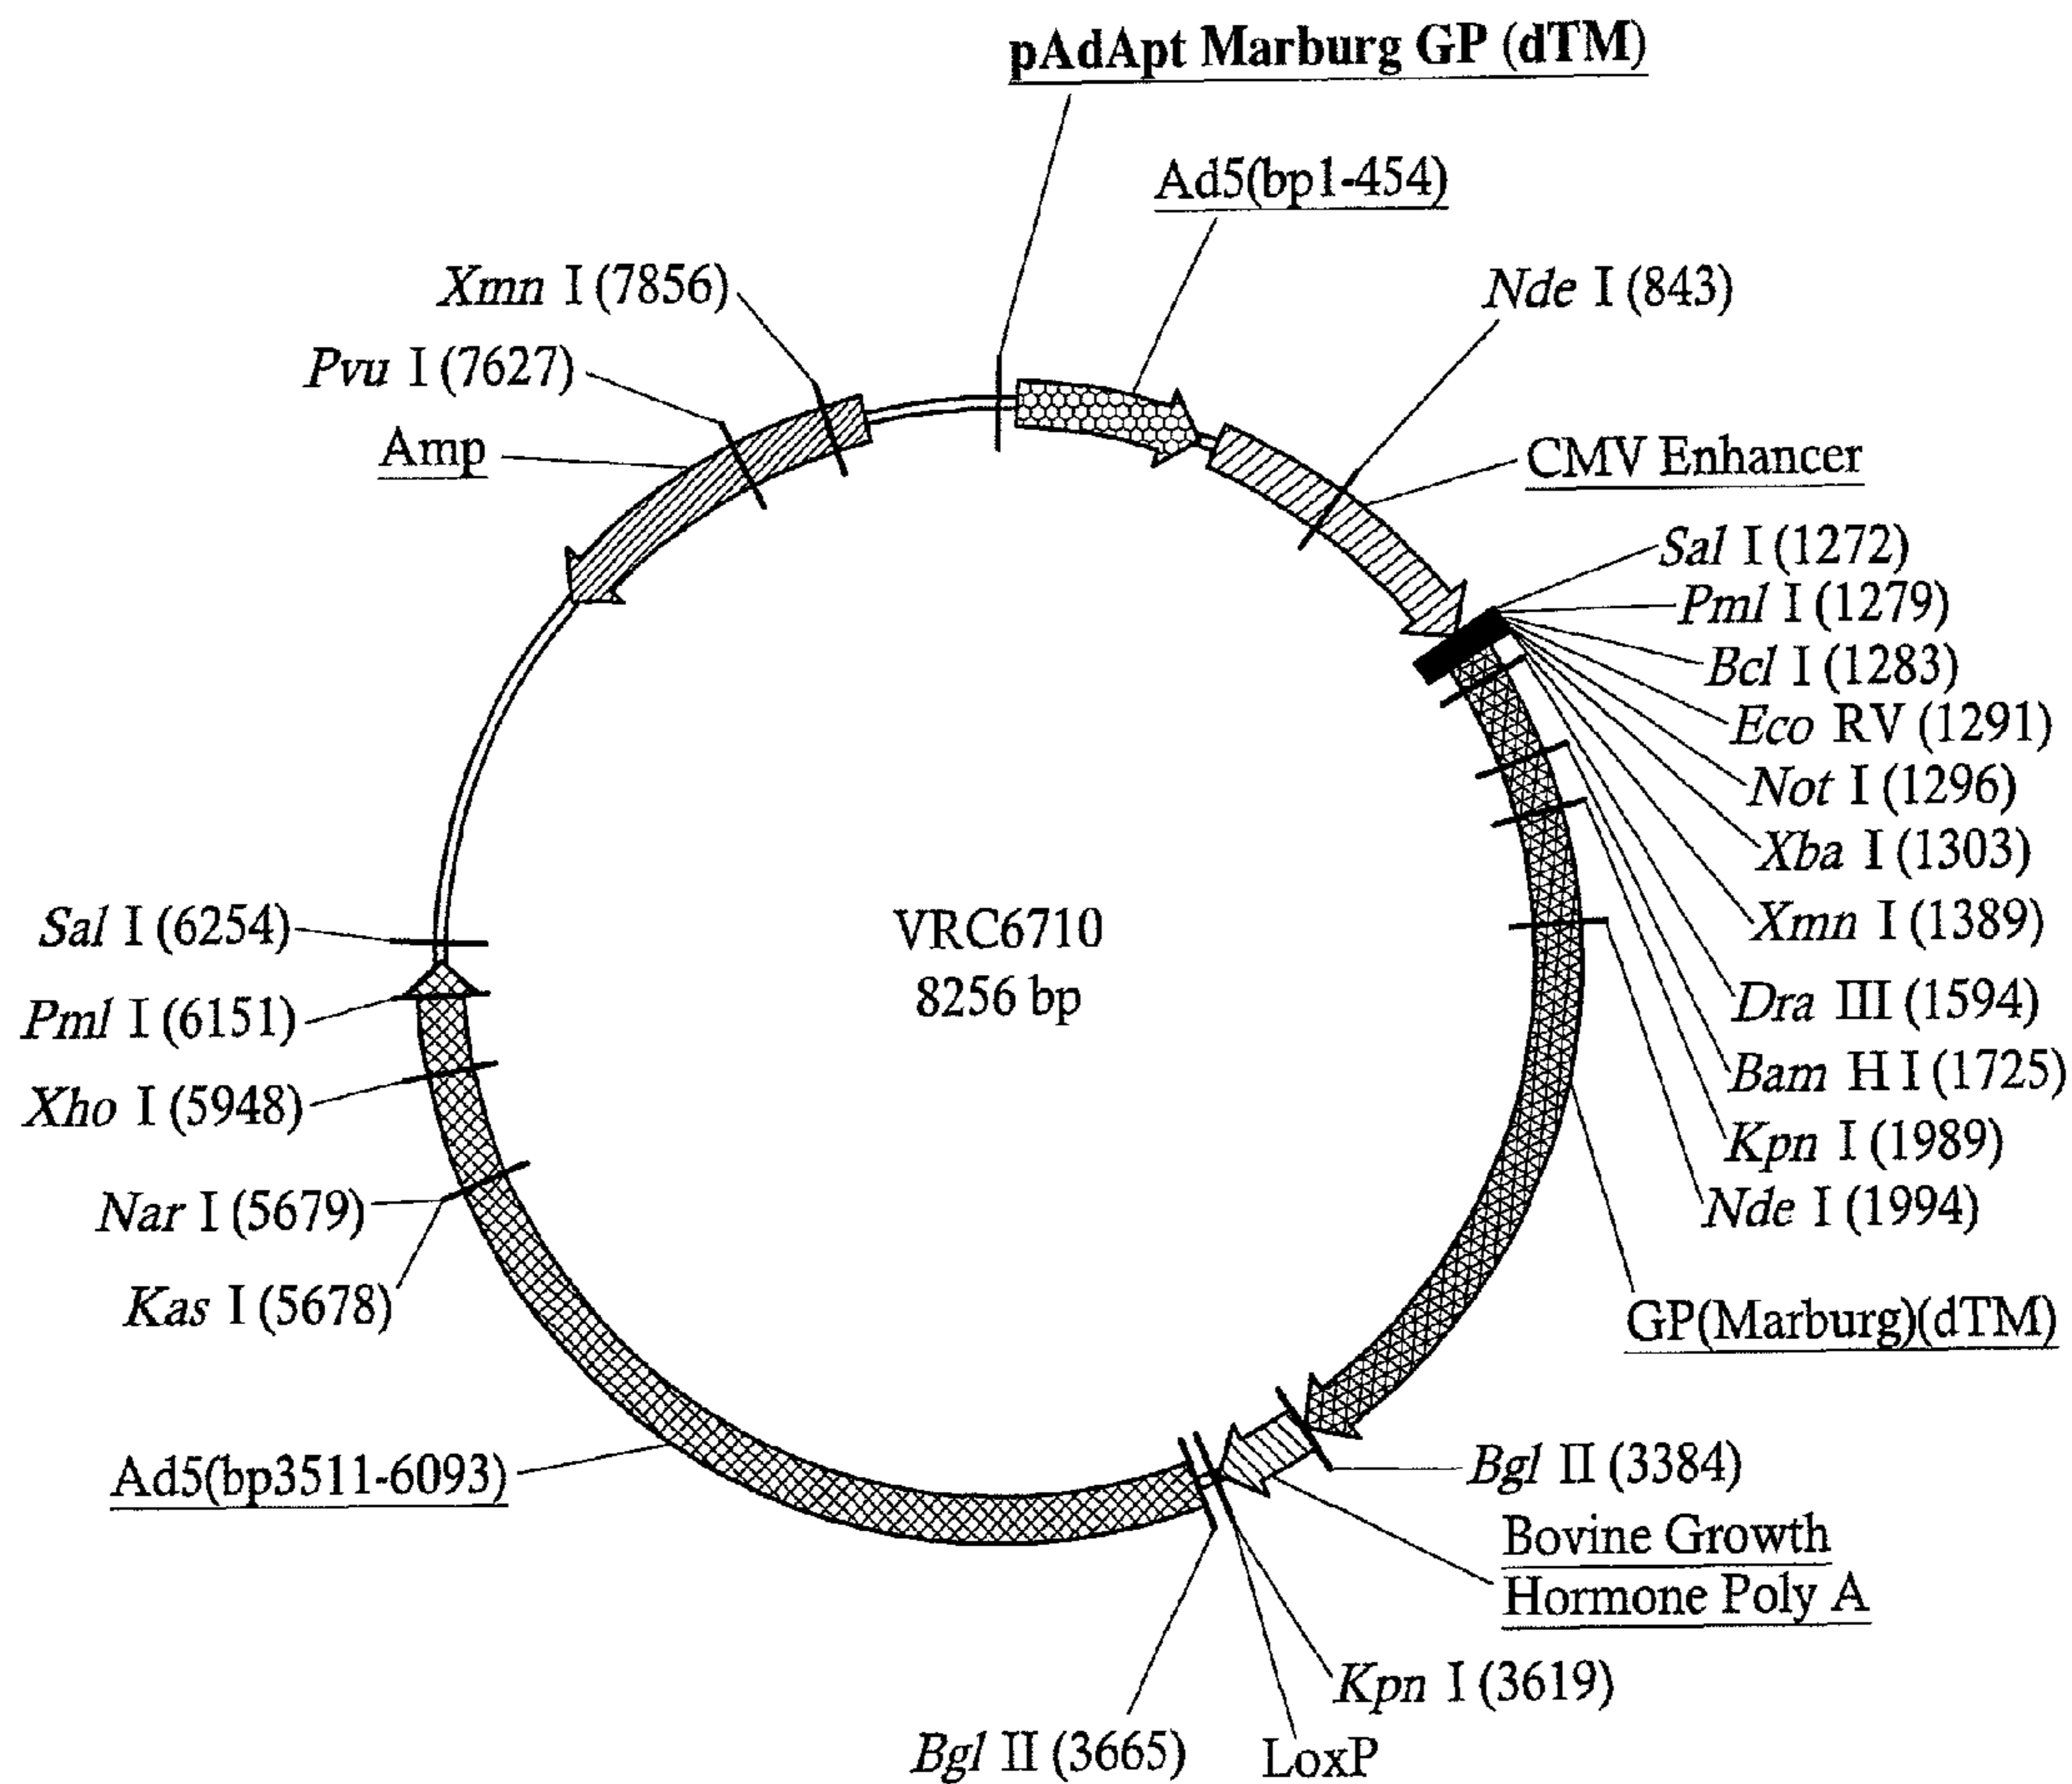 pAdApt Marburg GP (dTM)
Ad5(bp1-454)
Nde I (843)
CMV Enhancer
Sal I (1272)
Pml I (1279)
Bcl I (1283)
Eco RV (1291)
Not I (1296)
Xba I (1303)
Xmn I (1389)
Dra III (1594)
Bam H I (1725)
Kpn I (1989)
Nde I (1994)
GP(Marburg)(dTM)
Bgl II (3384)
Bovine Growth
Hormone Poly A
Kpn I (3619)
LoxP
Bgl II (3665)
Ad5(bp3511-6093)
Kas I (5678)
Nar I (5679)
Xho I (5948)
Pml I (6151)
Sal I (6254)
Amp
Pvu I (7627)
Xmn I (7856)
VRC6710
8256 bp